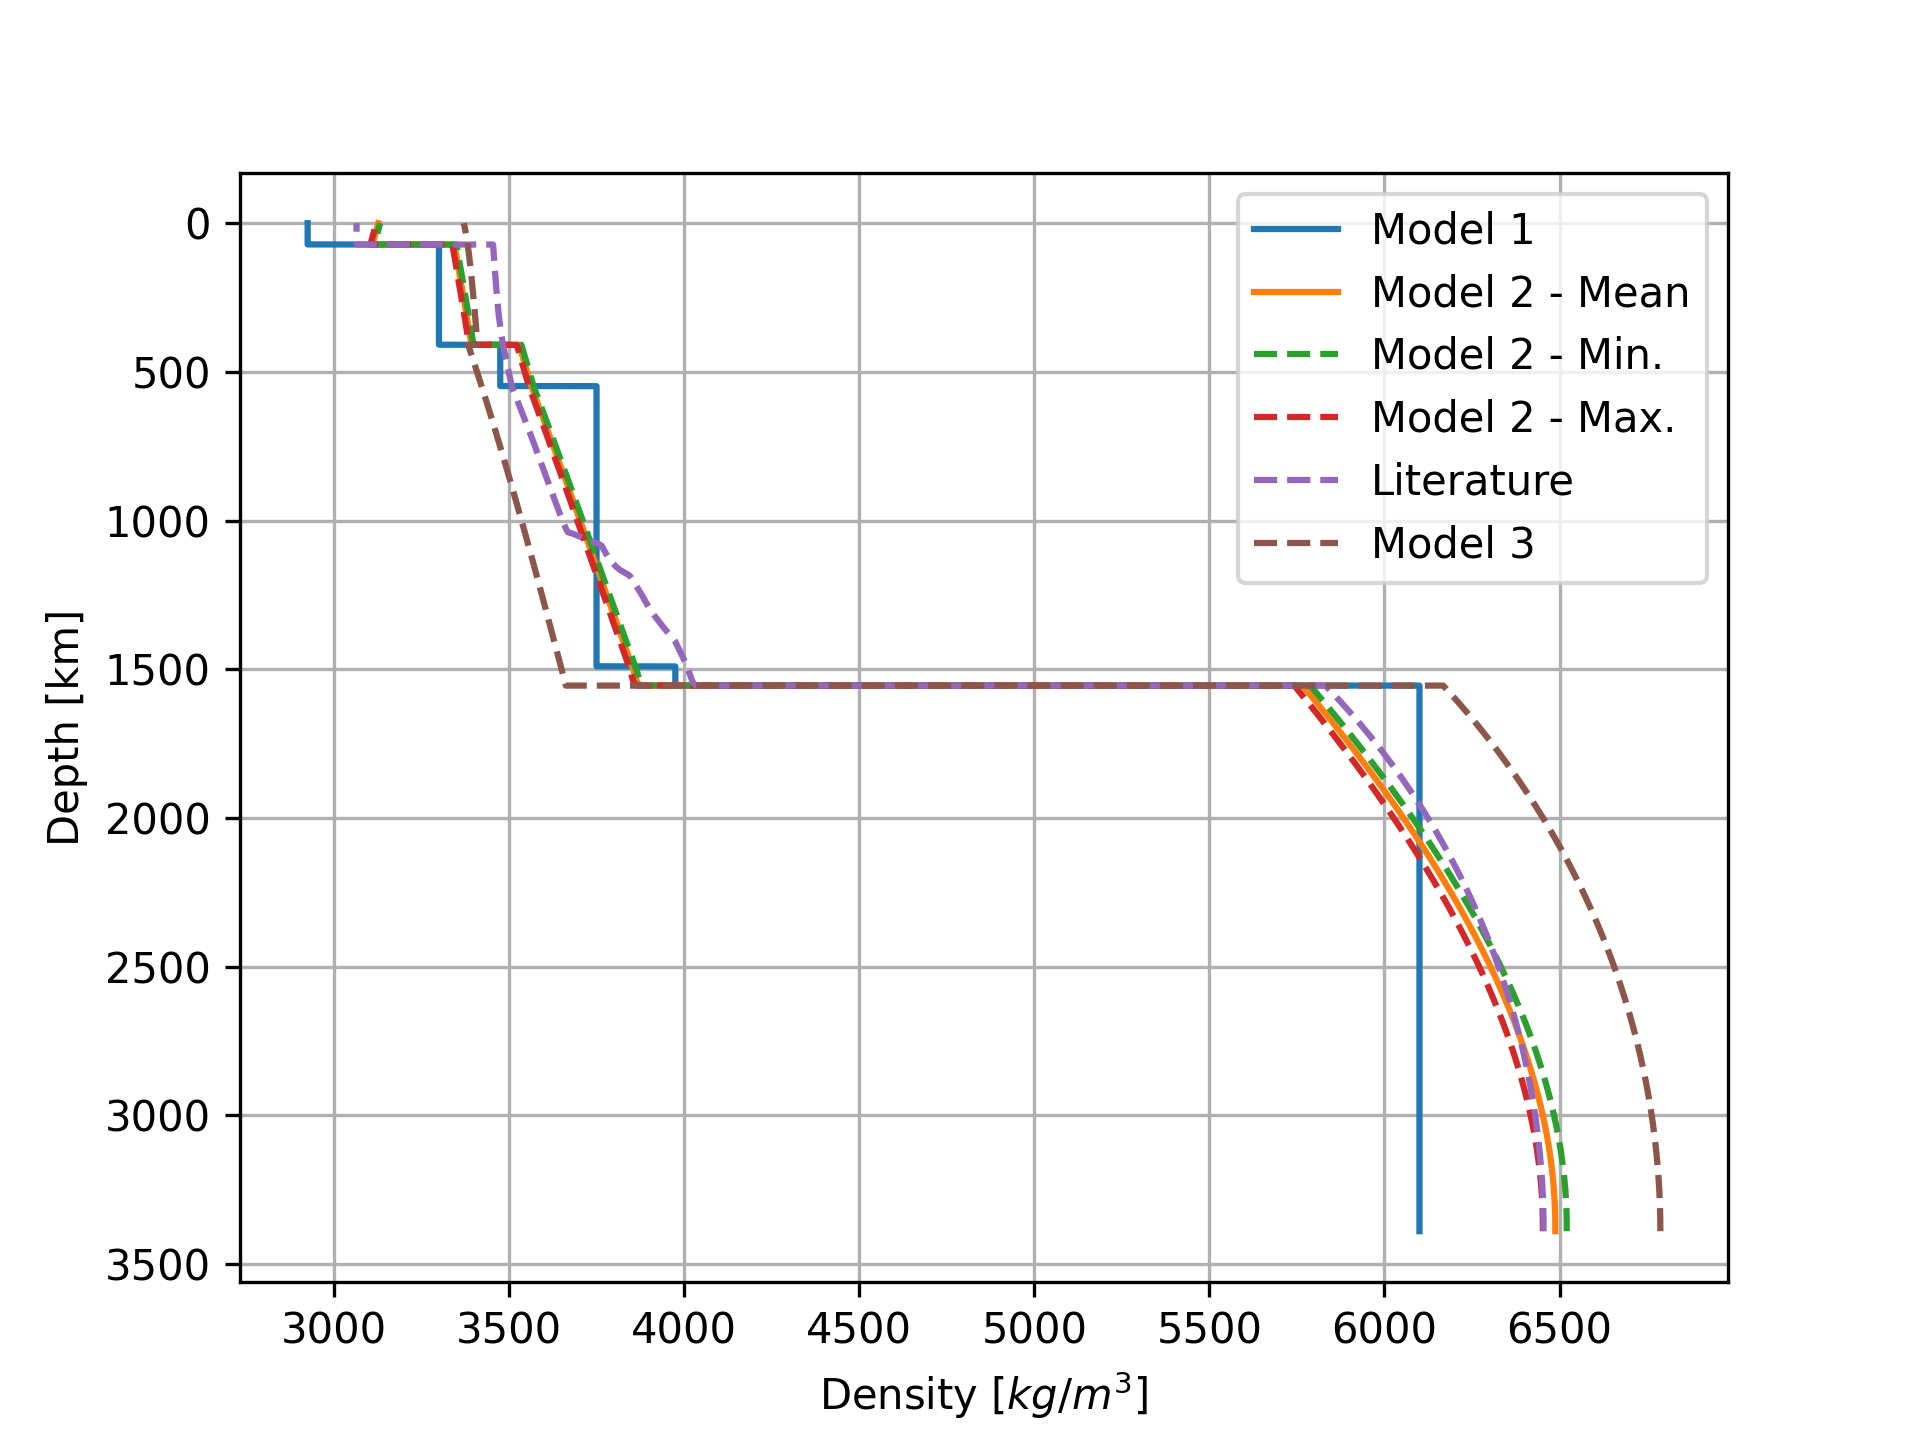 Model 1
Model 2 - Mean
Model 2 - Min.
Model 2 - Max.
Literature
Model 3
0
500
1000
1500
2000
2500
3000
3500
Depth [km]
3000 3500 4000 4500 5000 5500 6000 6500
Density [kg/m³]